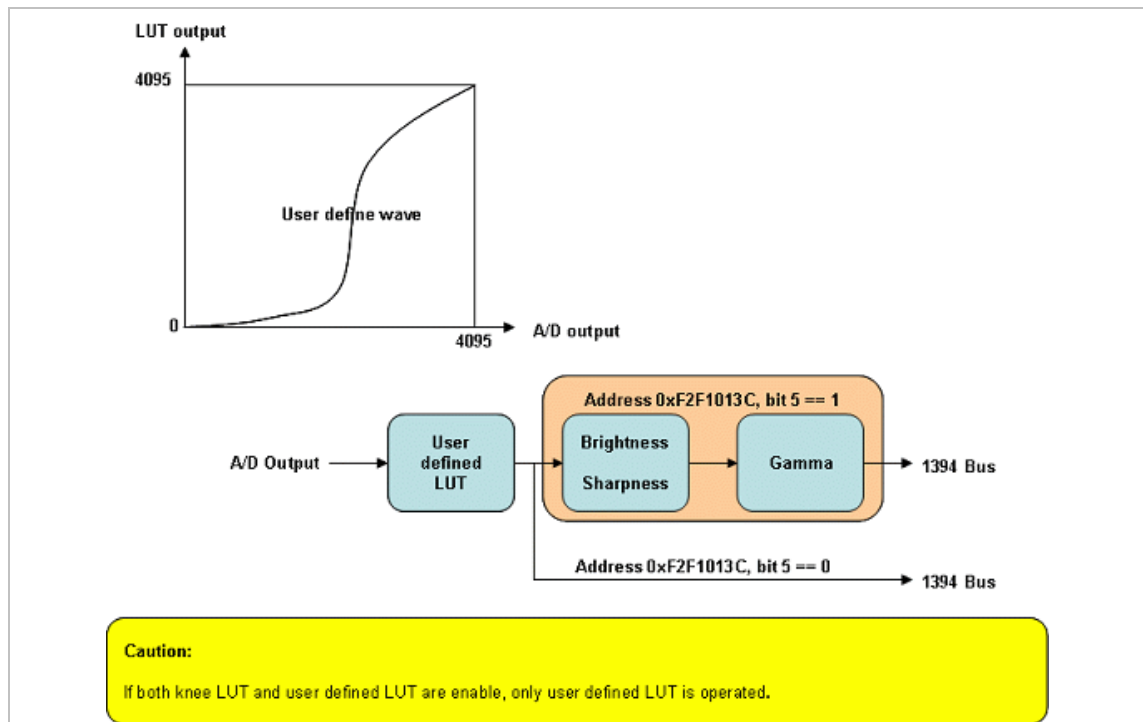 LUT output
4095
User define wave
0
4095
A/D output
Address 0xF2F1013C, bit 5 == 1
A/D Output
User
defined
LUT
Brightness
Sharpness
Gamma
1394 Bus
Address 0xF2F1013C, bit 5 == 0
1394 Bus
Caution:
If both knee LUT and user defined LUT are enable, only user defined LUT is operated.